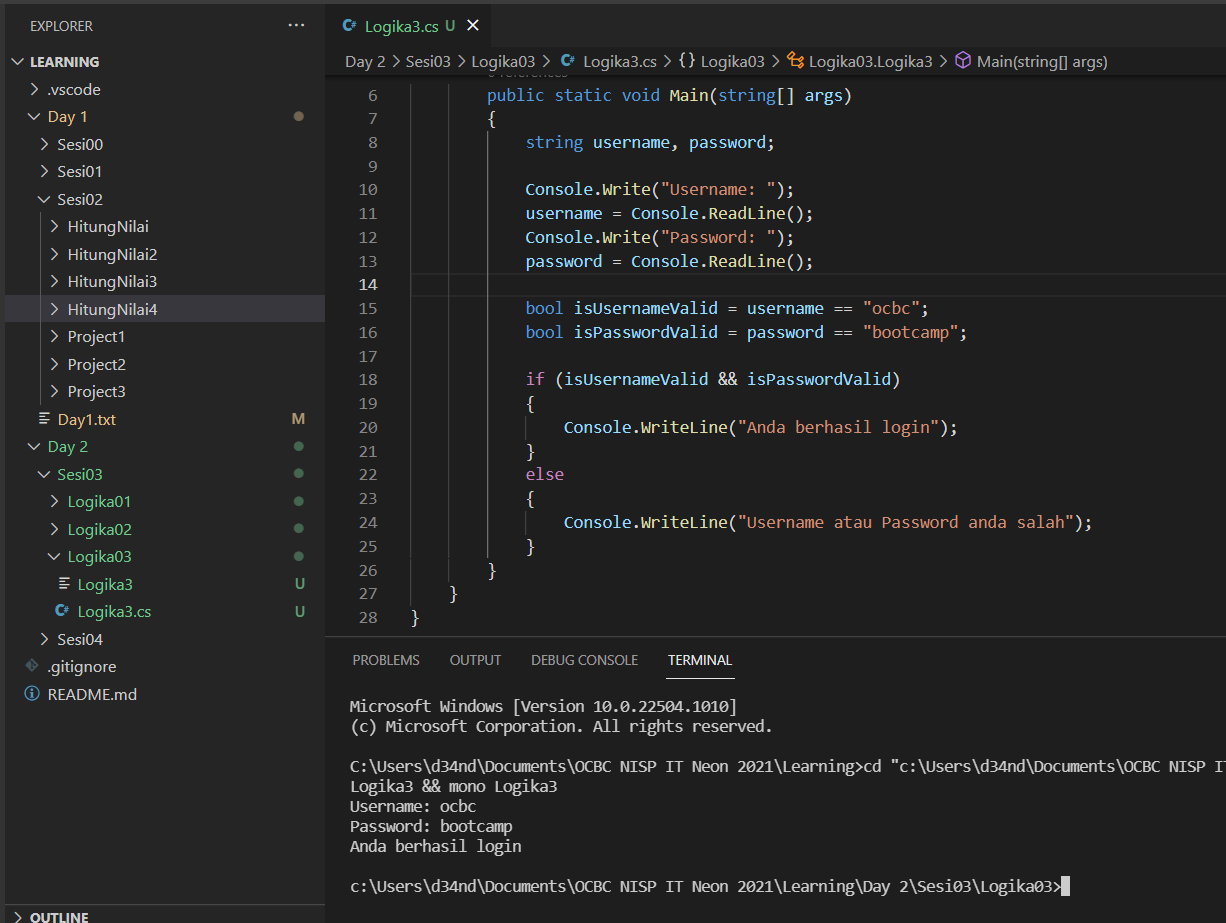 EXPLORER ...
LEARNING
.vscode
Day 1
Sesi00
Sesi01
Sesi02
HitungNilai
HitungNilai2
HitungNilai3
HitungNilai4
Project1
Project2
Project3
Day1.txt M
Day 2
Sesi03
Logika01
Logika02
Logika03
Logika3 U
C# Logika3.cs U
Sesi04
.gitignore
README.md
OUTLINE
C# Logika3.cs U
Day 2 > Sesi03 > Logika03 > C# Logika3.cs > {} Logika03 > Logika03.Logika3 > Main(string[] args)
0 references
6 public static void Main(string[] args)
7 {
8 string username, password;
9
10 Console.Write("Username: ");
11 username = Console.ReadLine();
12 Console.Write("Password: ");
13 password = Console.ReadLine();
14
15 bool isUsernameValid = username == "ocbc";
16 bool isPasswordValid = password == "bootcamp";
17
18 if (isUsernameValid && isPasswordValid)
19 {
20 Console.WriteLine("Anda berhasil login");
21 }
22 else
23 {
24 Console.WriteLine("Username atau Password anda salah");
25 }
26 }
27 }
28 }
PROBLEMS OUTPUT DEBUG CONSOLE TERMINAL
Microsoft Windows [Version 10.0.22504.1010]
(c) Microsoft Corporation. All rights reserved.
C:\Users\d34nd\Documents\OCBC NISP IT Neon 2021\Learning>cd "c:\Users\d34nd\Documents\OCBC NISP IT
Logika3 && mono Logika3
Username: ocbc
Password: bootcamp
Anda berhasil login
c:\Users\d34nd\Documents\OCBC NISP IT Neon 2021\Learning\Day 2\Sesi03\Logika03>